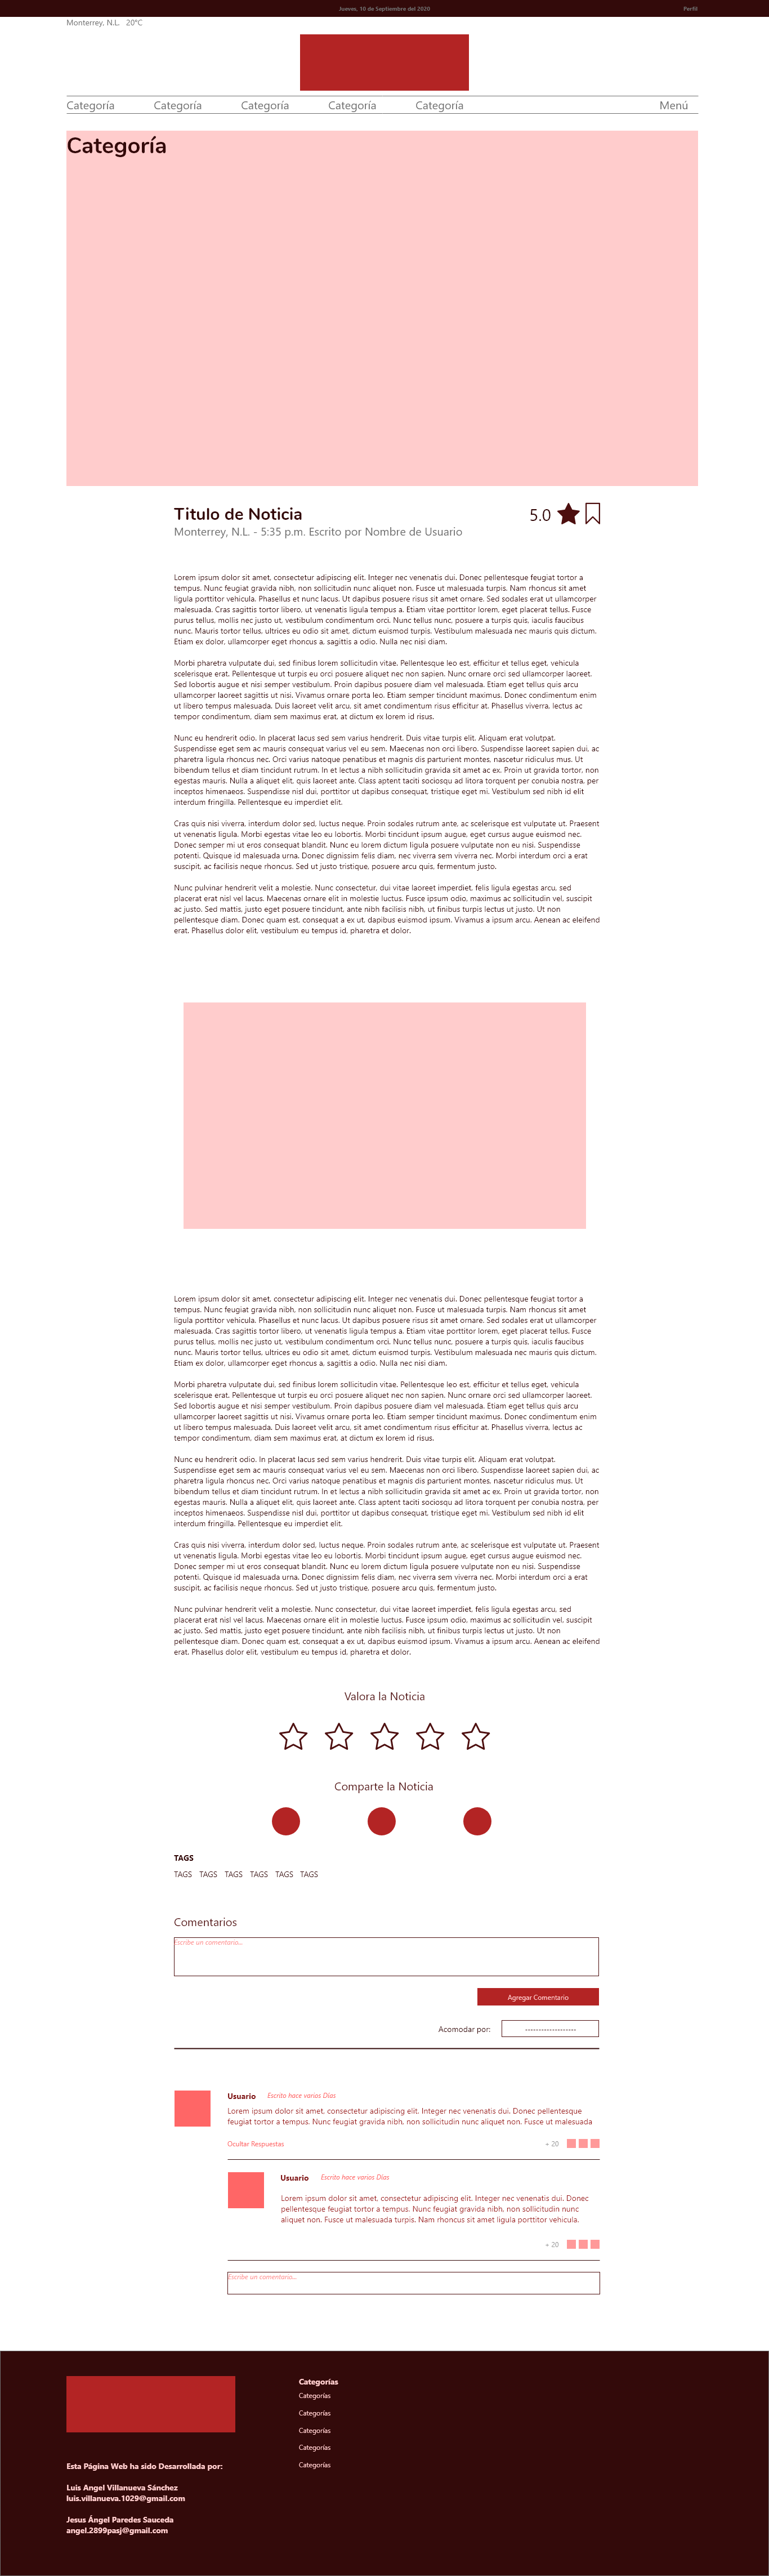 Jueves, 10 de Septiembre del 2020
Perfil
Monterrey, N.L. 20°C
Categoría Categoría Categoría Categoría Categoría Menú
Categoría
Titulo de Noticia
5.0
Monterrey, N.L. - 5:35 p.m. Escrito por Nombre de Usuario
Lorem ipsum dolor sit amet, consectetur adipiscing elit. Integer nec venenatis dui. Donec pellentesque feugiat tortor a
tempus. Nunc feugiat gravida nibh, non sollicitudin nunc aliquet non. Fusce ut malesuada turpis. Nam rhoncus sit amet
ligula porttitor vehicula. Phasellus et nunc lacus. Ut dapibus posuere risus sit amet ornare. Sed sodales erat ut ullamcorper
malesuada. Cras sagittis tortor libero, ut venenatis ligula tempus a. Etiam vitae porttitor lorem, eget placerat tellus. Fusce
purus tellus, mollis nec justo ut, vestibulum condimentum orci. Nunc tellus nunc, posuere a turpis quis, iaculis faucibus
nunc. Mauris tortor tellus, ultrices eu odio sit amet, dictum euismod turpis. Vestibulum malesuada nec mauris quis dictum.
Etiam ex dolor, ullamcorper eget rhoncus a, sagittis a odio. Nulla nec nisi diam.
Morbi pharetra vulputate dui, sed finibus lorem sollicitudin vitae. Pellentesque leo est, efficitur et tellus eget, vehicula
scelerisque erat. Pellentesque ut turpis eu orci posuere aliquet nec non sapien. Nunc ornare orci sed ullamcorper laoreet.
Sed lobortis augue et nisi semper vestibulum. Proin dapibus posuere diam vel malesuada. Etiam eget tellus quis arcu
ullamcorper laoreet sagittis ut nisi. Vivamus ornare porta leo. Etiam semper tincidunt maximus. Donec condimentum enim
ut libero tempus malesuada. Duis laoreet velit arcu, sit amet condimentum risus efficitur at. Phasellus viverra, lectus ac
tempor condimentum, diam sem maximus erat, at dictum ex lorem id risus.
Nunc eu hendrerit odio. In placerat lacus sed sem varius hendrerit. Duis vitae turpis elit. Aliquam erat volutpat.
Suspendisse eget sem ac mauris consequat varius vel eu sem. Maecenas non orci libero. Suspendisse laoreet sapien dui, ac
pharetra ligula rhoncus nec. Orci varius natoque penatibus et magnis dis parturient montes, nascetur ridiculus mus. Ut
bibendum tellus et diam tincidunt rutrum. In et lectus a nibh sollicitudin gravida sit amet ac ex. Proin ut gravida tortor, non
egestas mauris. Nulla a aliquet elit, quis laoreet ante. Class aptent taciti sociosqu ad litora torquent per conubia nostra, per
inceptos himenaeos. Suspendisse nisl dui, porttitor ut dapibus consequat, tristique eget mi. Vestibulum sed nibh id elit
interdum fringilla. Pellentesque eu imperdiet elit.
Cras quis nisi viverra, interdum dolor sed, luctus neque. Proin sodales rutrum ante, ac scelerisque est vulputate ut. Praesent
ut venenatis ligula. Morbi egestas vitae leo eu lobortis. Morbi tincidunt ipsum augue, eget cursus augue euismod nec.
Donec semper mi ut eros consequat blandit. Nunc eu lorem dictum ligula posuere vulputate non eu nisi. Suspendisse
potenti. Quisque id malesuada urna. Donec dignissim felis diam, nec viverra sem viverra nec. Morbi interdum orci a erat
suscipit, ac facilisis neque rhoncus. Sed ut justo tristique, posuere arcu quis, fermentum justo.
Nunc pulvinar hendrerit velit a molestie. Nunc consectetur, dui vitae laoreet imperdiet, felis ligula egestas arcu, sed
placerat erat nisl vel lacus. Maecenas ornare elit in molestie luctus. Fusce ipsum odio, maximus ac sollicitudin vel, suscipit
ac justo. Sed mattis, justo eget posuere tincidunt, ante nibh facilisis nibh, ut finibus turpis lectus ut justo. Ut non
pellentesque diam. Donec quam est, consequat a ex ut, dapibus euismod ipsum. Vivamus a ipsum arcu. Aenean ac eleifend
erat. Phasellus dolor elit, vestibulum eu tempus id, pharetra et dolor.
Lorem ipsum dolor sit amet, consectetur adipiscing elit. Integer nec venenatis dui. Donec pellentesque feugiat tortor a
tempus. Nunc feugiat gravida nibh, non sollicitudin nunc aliquet non. Fusce ut malesuada turpis. Nam rhoncus sit amet
ligula porttitor vehicula. Phasellus et nunc lacus. Ut dapibus posuere risus sit amet ornare. Sed sodales erat ut ullamcorper
malesuada. Cras sagittis tortor libero, ut venenatis ligula tempus a. Etiam vitae porttitor lorem, eget placerat tellus. Fusce
purus tellus, mollis nec justo ut, vestibulum condimentum orci. Nunc tellus nunc, posuere a turpis quis, iaculis faucibus
nunc. Mauris tortor tellus, ultrices eu odio sit amet, dictum euismod turpis. Vestibulum malesuada nec mauris quis dictum.
Etiam ex dolor, ullamcorper eget rhoncus a, sagittis a odio. Nulla nec nisi diam.
Morbi pharetra vulputate dui, sed finibus lorem sollicitudin vitae. Pellentesque leo est, efficitur et tellus eget, vehicula
scelerisque erat. Pellentesque ut turpis eu orci posuere aliquet nec non sapien. Nunc ornare orci sed ullamcorper laoreet.
Sed lobortis augue et nisi semper vestibulum. Proin dapibus posuere diam vel malesuada. Etiam eget tellus quis arcu
ullamcorper laoreet sagittis ut nisi. Vivamus ornare porta leo. Etiam semper tincidunt maximus. Donec condimentum enim
ut libero tempus malesuada. Duis laoreet velit arcu, sit amet condimentum risus efficitur at. Phasellus viverra, lectus ac
tempor condimentum, diam sem maximus erat, at dictum ex lorem id risus.
Nunc eu hendrerit odio. In placerat lacus sed sem varius hendrerit. Duis vitae turpis elit. Aliquam erat volutpat.
Suspendisse eget sem ac mauris consequat varius vel eu sem. Maecenas non orci libero. Suspendisse laoreet sapien dui, ac
pharetra ligula rhoncus nec. Orci varius natoque penatibus et magnis dis parturient montes, nascetur ridiculus mus. Ut
bibendum tellus et diam tincidunt rutrum. In et lectus a nibh sollicitudin gravida sit amet ac ex. Proin ut gravida tortor, non
egestas mauris. Nulla a aliquet elit, quis laoreet ante. Class aptent taciti sociosqu ad litora torquent per conubia nostra, per
inceptos himenaeos. Suspendisse nisl dui, porttitor ut dapibus consequat, tristique eget mi. Vestibulum sed nibh id elit
interdum fringilla. Pellentesque eu imperdiet elit.
Cras quis nisi viverra, interdum dolor sed, luctus neque. Proin sodales rutrum ante, ac scelerisque est vulputate ut. Praesent
ut venenatis ligula. Morbi egestas vitae leo eu lobortis. Morbi tincidunt ipsum augue, eget cursus augue euismod nec.
Donec semper mi ut eros consequat blandit. Nunc eu lorem dictum ligula posuere vulputate non eu nisi. Suspendisse
potenti. Quisque id malesuada urna. Donec dignissim felis diam, nec viverra sem viverra nec. Morbi interdum orci a erat
suscipit, ac facilisis neque rhoncus. Sed ut justo tristique, posuere arcu quis, fermentum justo.
Nunc pulvinar hendrerit velit a molestie. Nunc consectetur, dui vitae laoreet imperdiet, felis ligula egestas arcu, sed
placerat erat nisl vel lacus. Maecenas ornare elit in molestie luctus. Fusce ipsum odio, maximus ac sollicitudin vel, suscipit
ac justo. Sed mattis, justo eget posuere tincidunt, ante nibh facilisis nibh, ut finibus turpis lectus ut justo. Ut non
pellentesque diam. Donec quam est, consequat a ex ut, dapibus euismod ipsum. Vivamus a ipsum arcu. Aenean ac eleifend
erat. Phasellus dolor elit, vestibulum eu tempus id, pharetra et dolor.
Valora la Noticia
Comparte la Noticia
TAGS
TAGS TAGS TAGS TAGS TAGS TAGS
Comentarios
Escribe un comentario...
Agregar Comentario
Acomodar por: -------------------
Usuario Escrito hace varios Días
Lorem ipsum dolor sit amet, consectetur adipiscing elit. Integer nec venenatis dui. Donec pellentesque
feugiat tortor a tempus. Nunc feugiat gravida nibh, non sollicitudin nunc aliquet non. Fusce ut malesuada
Ocultar Respuestas + 20
Usuario Escrito hace varios Días
Lorem ipsum dolor sit amet, consectetur adipiscing elit. Integer nec venenatis dui. Donec
pellentesque feugiat tortor a tempus. Nunc feugiat gravida nibh, non sollicitudin nunc
aliquet non. Fusce ut malesuada turpis. Nam rhoncus sit amet ligula porttitor vehicula.
+ 20
Escribe un comentario...
Categorías
Categorías
Categorías
Categorías
Categorías
Categorías
Esta Página Web ha sido Desarrollada por:
Luis Angel Villanueva Sánchez
luis.villanueva.1029@gmail.com
Jesus Ángel Paredes Sauceda
angel.2899pasj@gmail.com